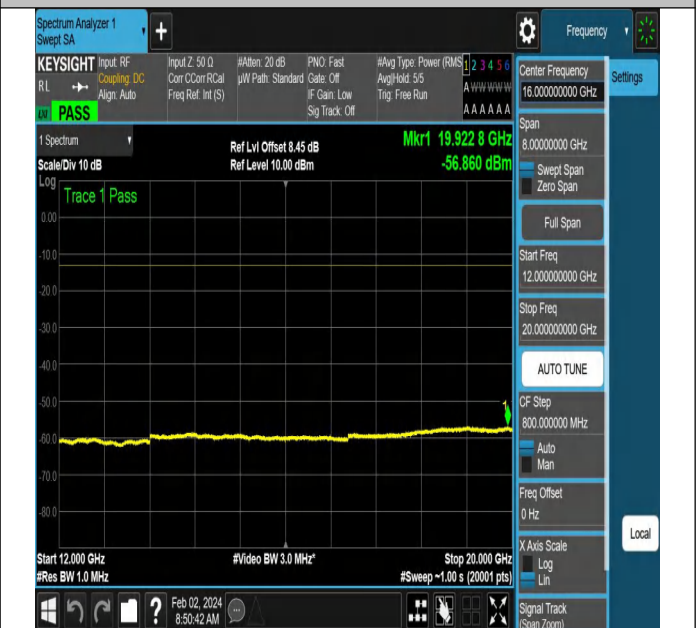 Spectrum Analyzer 1
Swept SA
Frequency
KEYSIGHT
RL
PASS
Input: RF
Coupling: DC
Align: Auto
Input Z: 50 Ω
Corr CCorr RCal
Freq Ref: Int (S)
#Atten: 20 dB
µW Path: Standard
PNO: Fast
Gate: Off
IF Gain: Low
Sig Track: Off
#Avg Type: Power (RMS
Avg|Hold: 5/5
Trig: Free Run
1 2 3 4 5 6
A W W W W W
A A A A A A
1 Spectrum
Scale/Div 10 dB
Ref Lvl Offset 8.45 dB
Ref Level 10.00 dBm
Mkr1 19.922 8 GHz
-56.860 dBm
Log
Trace 1 Pass
0.00
-10.0
-20.0
-30.0
-40.0
-50.0
1
-60.0
-70.0
-80.0
Start 12.000 GHz
#Res BW 1.0 MHz
#Video BW 3.0 MHz*
Stop 20.000 GHz
#Sweep ~1.00 s (20001 pts)
Feb 02, 2024
8:50:42 AM
Center Frequency
16.000000000 GHz
Settings
Span
8.00000000 GHz
Swept Span
Zero Span
Full Span
Start Freq
12.000000000 GHz
Stop Freq
20.000000000 GHz
AUTO TUNE
CF Step
800.000000 MHz
Auto
Man
Freq Offset
0 Hz
X Axis Scale
Log
Lin
Local
Signal Track
(Span Zoom)